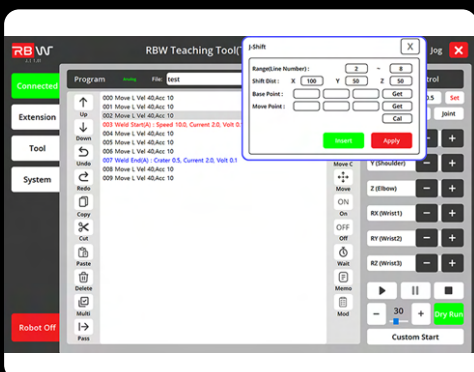 RBW
2.1.1.0
RBW Teaching Tool(
Jog X
Connected
Extension
Tool
System
Robot Off
Program
Analog
File: test
J-Shift X
Range(Line Number) : 2 ~ 8
Shift Dist : X 100 Y 50 Z 50
Base Point : Get
Move Point : Get
Cal
Insert Apply
000 Move L Vel 40,Acc 10
001 Move L Vel 40,Acc 10
002 Move L Vel 40,Acc 10
003 Weld Start(A) : Speed 10.0, Current 2.0, Volt 0.
004 Move L Vel 40,Acc 10
005 Move L Vel 40,Acc 10
006 Move L Vel 40,Acc 10
007 Weld End(A) : Crater 0.5, Current 2.0, Volt 0.1
008 Move L Vel 40,Acc 10
009 Move L Vel 40,Acc 10
Up
Down
Undo
Redo
Copy
Cut
Paste
Delete
Multi
Pass
Move C
Move
ON
On
OFF
Off
Wait
Memo
Mod
trol
0.5 Set
Joint
Y (Shoulder) − +
Z (Elbow) − +
RX (Wrist1) − +
RY (Wrist2) − +
RZ (Wrist3) − +
− 30 + Dry Run
Custom Start